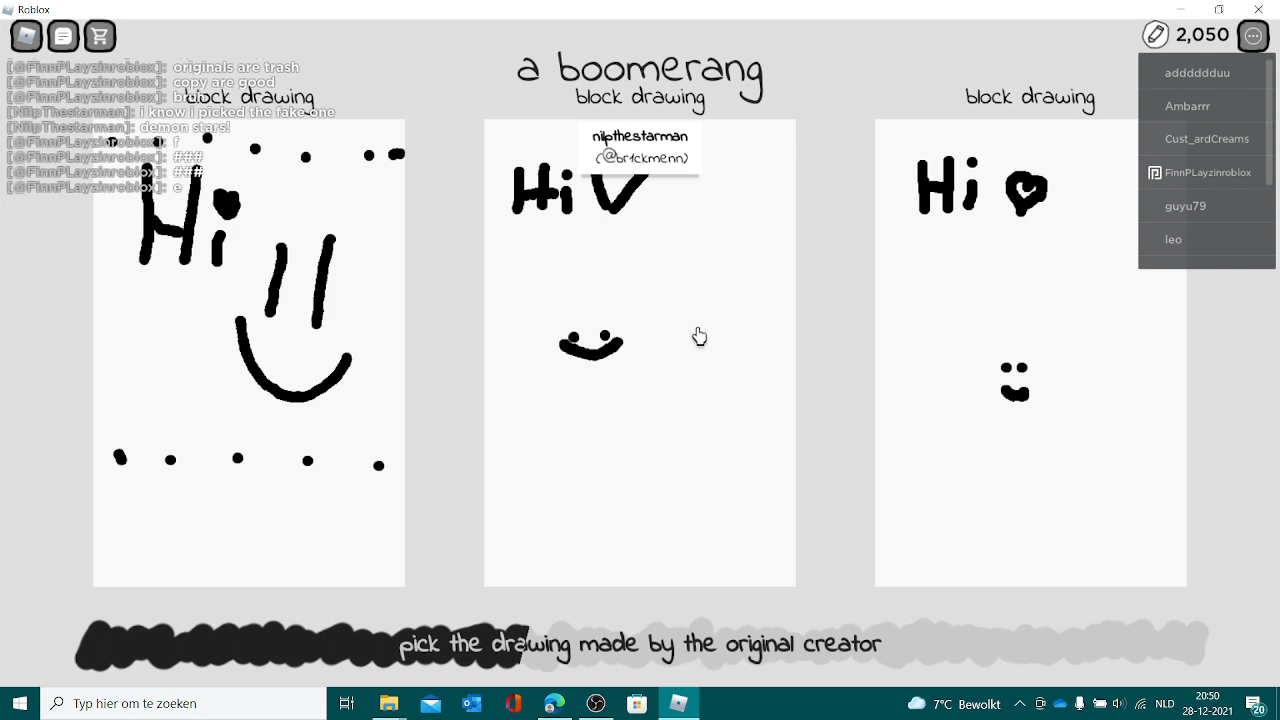 Roblox
2,050
a boomerang
[@FinnPLayzinroblox]: originals are trash
[@FinnPLayzinroblox]: copy are good
[@FinnPLayzinroblox]:
block drawing
block drawing
block drawing
[NilpThestarman]: i know i picked the fake one
[NilpThestarman]: demon stars!
[@FinnPLayzinroblox]: f
[@FinnPLayzinroblox]: ###
[@FinnPLayzinroblox]: ###
[@FinnPLayzinroblox]: e
Hi
nilpthestarman
(@br1ckmenn)
Hi
Hi
adddddduu
Ambarrr
Cust_ardCreams
FinnPLayzinroblox
guyu79
leo
pick the drawing made by the original creator
Typ hier om te zoeken
7°C Bewolkt
NLD
20:50
28-12-2021
20